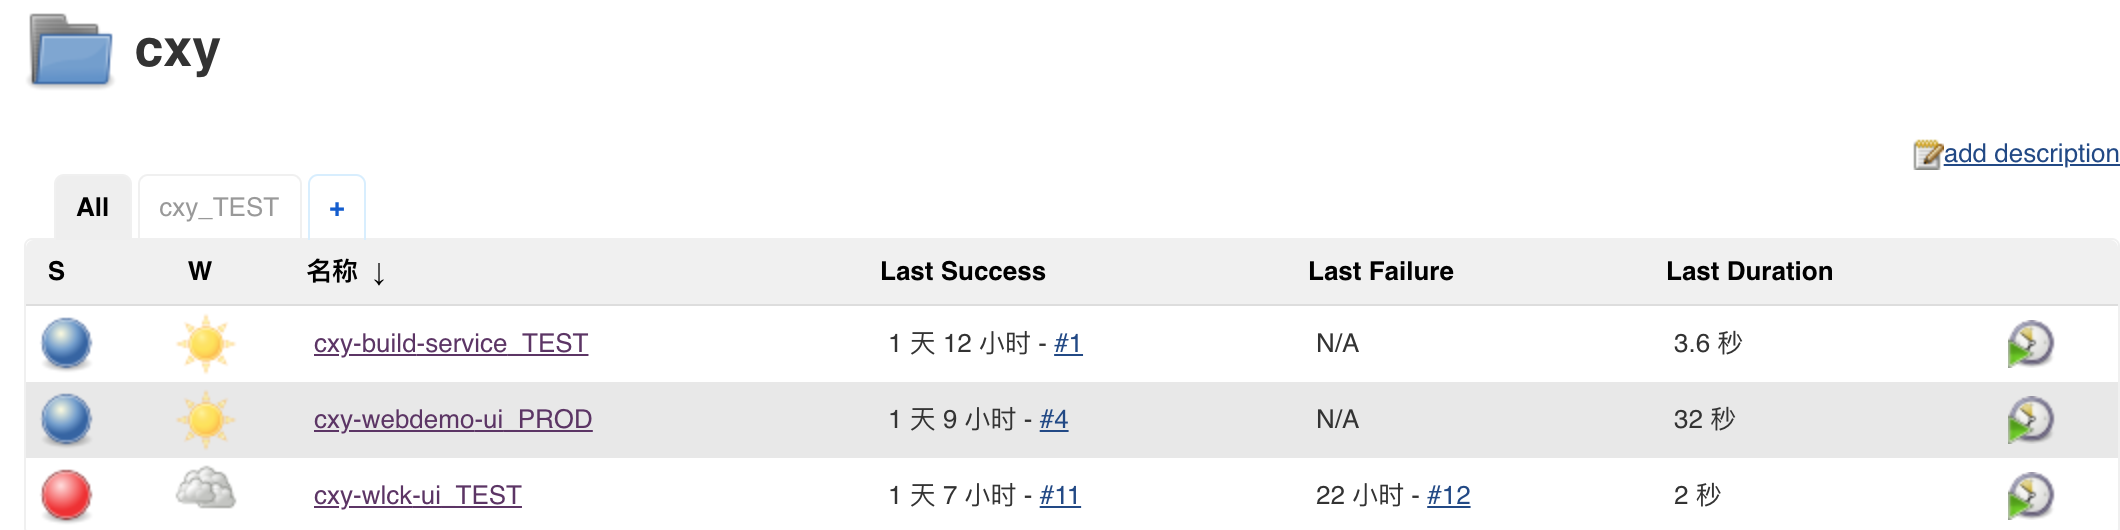 cxy
add description
All cxy_TEST +
S W 名称 ↓ Last Success Last Failure Last Duration
cxy-build-service_TEST 1 天 12 小时 - #1 N/A 3.6 秒
cxy-webdemo-ui_PROD 1 天 9 小时 - #4 N/A 32 秒
cxy-wlck-ui_TEST 1 天 7 小时 - #11 22 小时 - #12 2 秒